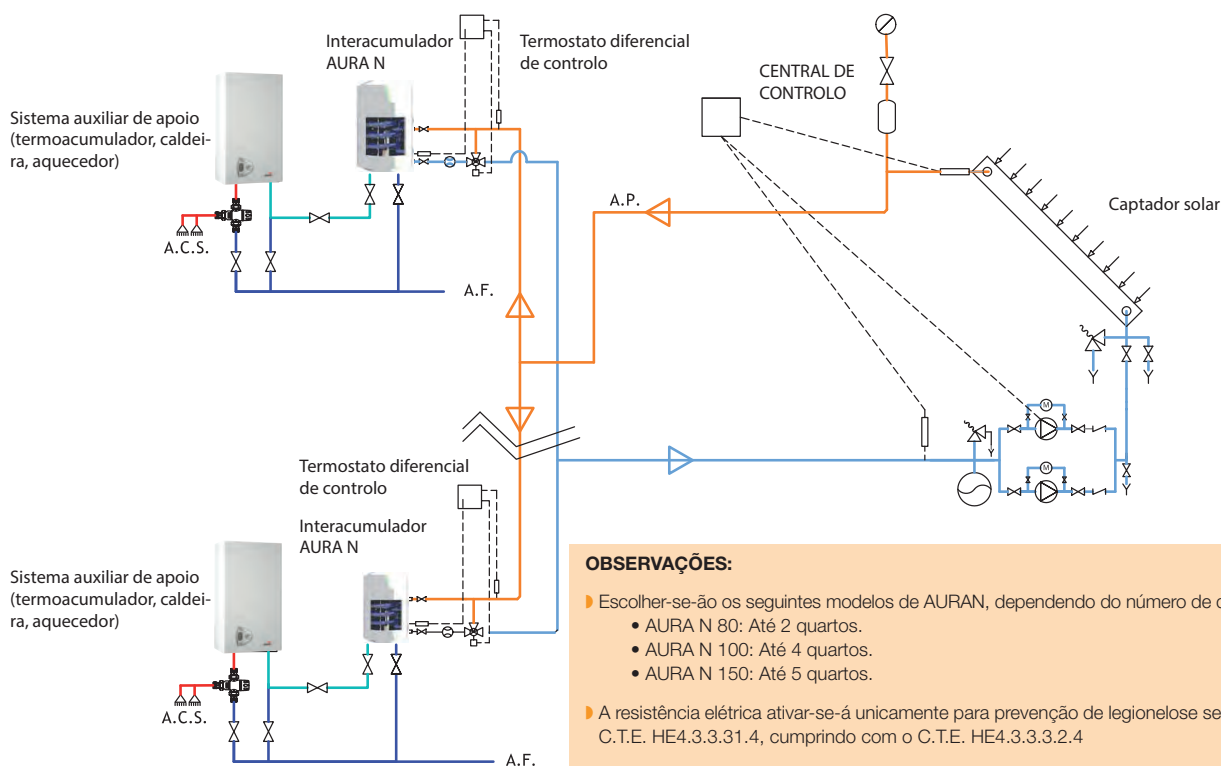 Interacumulador
AURA N
Termostato diferencial
de controlo
Sistema auxiliar de apoio
(termoacumulador, caldei-
ra, aquecedor)
CENTRAL DE
CONTROLO
Captador solar
A.P.
A.C.S.
A.F.
M
M
Termostato diferencial
de controlo
Interacumulador
AURA N
Sistema auxiliar de apoio
(termoacumulador, caldei-
ra, aquecedor)
A.C.S.
A.F.
OBSERVAÇÕES:
Escolher-se-ão os seguintes modelos de AURAN, dependendo do número de
• AURA N 80: Até 2 quartos.
• AURA N 100: Até 4 quartos.
• AURA N 150: Até 5 quartos.
A resistência elétrica ativar-se-á unicamente para prevenção de legionelose se
C.T.E. HE4.3.3.31.4, cumprindo com o C.T.E. HE4.3.3.3.2.4